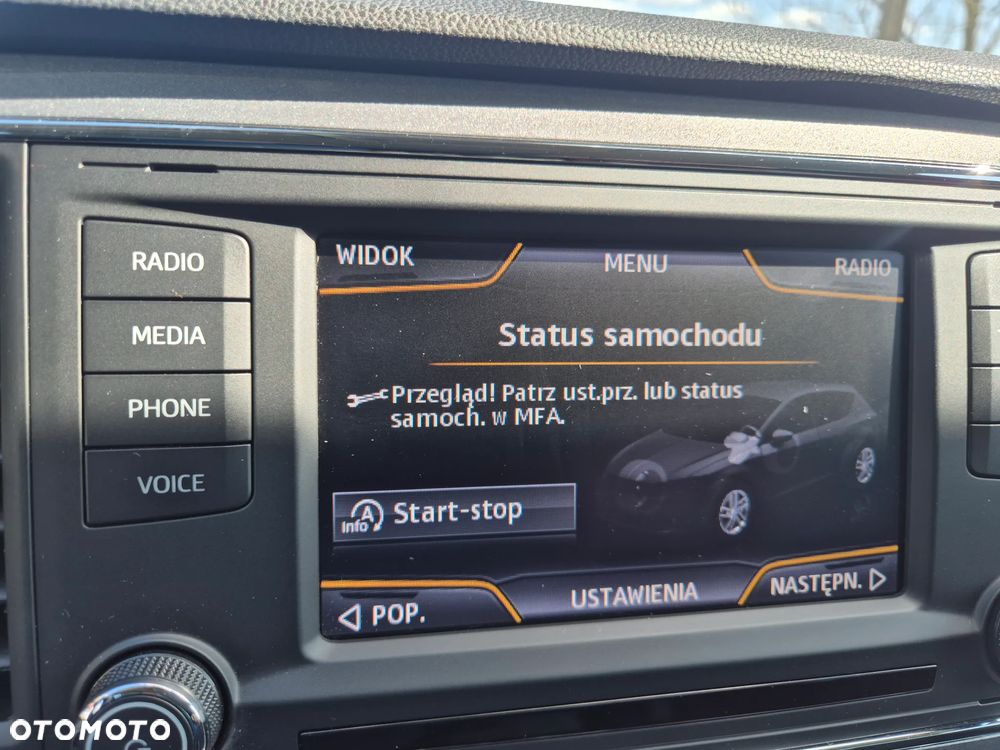 RADIO
MEDIA
PHONE
VOICE
WIDOK
MENU
RADIO
Status samochodu
Przegląd! Patrz ust.prz. lub status
samoch. w MFA.
A
Info
Start-stop
POP.
USTAWIENIA
NASTĘPN.
OTOMOTO